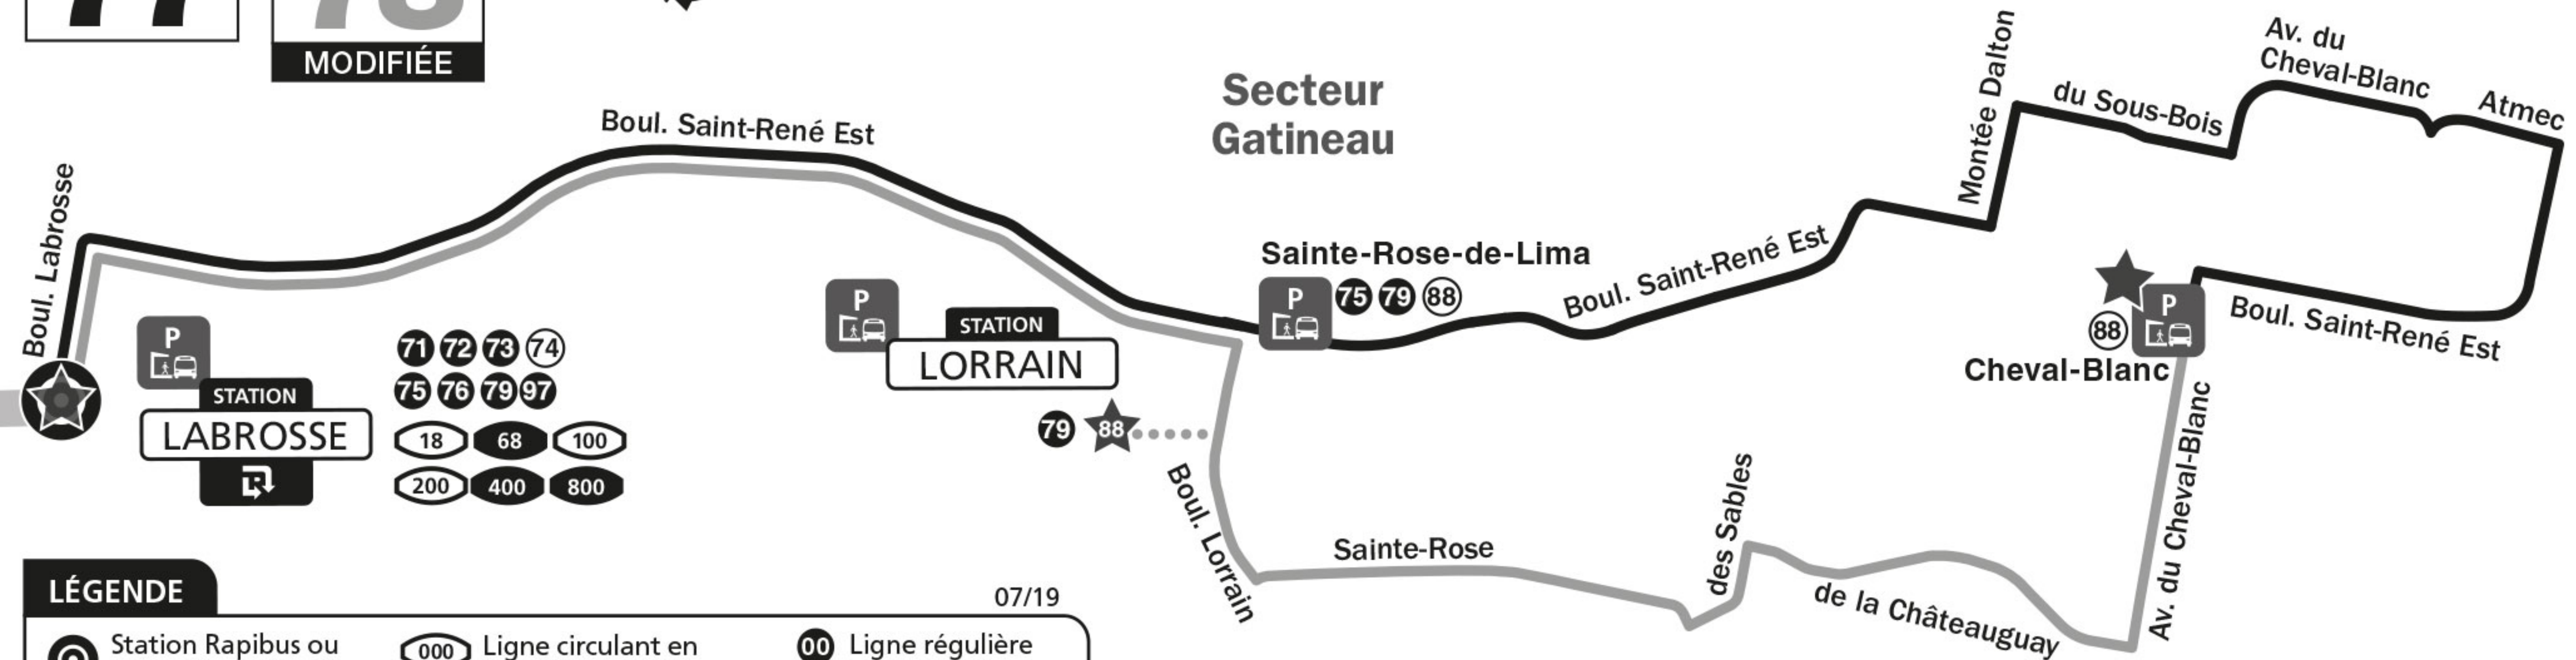 77
78
MODIFIÉE
Secteur
Gatineau
Boul. Labrosse
Boul. Saint-René Est
Montée Dalton
du Sous-Bois
Av. du
Cheval-Blanc
Atmec
Sainte-Rose-de-Lima
P
75 79 88
Boul. Saint-René Est
Boul. Saint-René Est
P
88
Cheval-Blanc
P
STATION
LORRAIN
79 88
P
STATION
LABROSSE
71 72 73 74
75 76 79 97
18 68 100
200 400 800
Boul. Lorrain
Sainte-Rose
des Sables
de la Châteauguay
Av. du Cheval-Blanc
LÉGENDE
07/19
Station Rapibus ou
000 Ligne circulant en
00 Ligne régulière